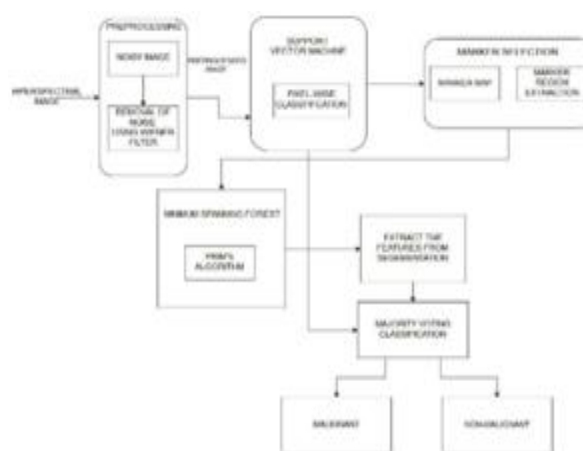 PREPROCESSING
NOISY IMAGE
REMOVAL OF
NOISE
USING WIENER
FILTER
HYPERSPECTRAL
IMAGE
PREPROCESSED
IMAGE
SUPPORT
VECTOR MACHINE
PIXEL-WISE
CLASSIFICATION
MARKER SELECTION
MARKER MAP
MARKER
REGION
EXTRACTION
MINIMUM SPANNING FOREST
PRIM'S
ALGORITHM
EXTRACT THE
FEATURES FROM
SEGMENTATION
MAJORITY VOTING
CLASSIFICATION
MALIGNANT
NON-MALIGNANT